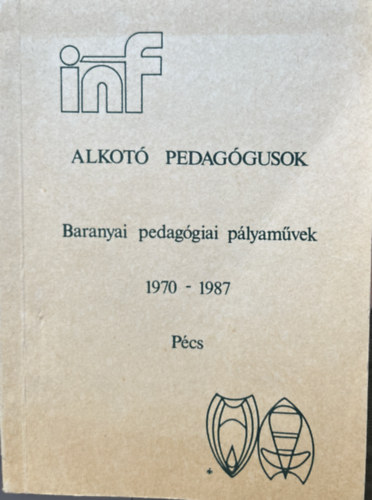 inf
ALKOTÓ PEDAGÓGUSOK
Baranyai pedagógiai pályaművek
1970 - 1987
Pécs